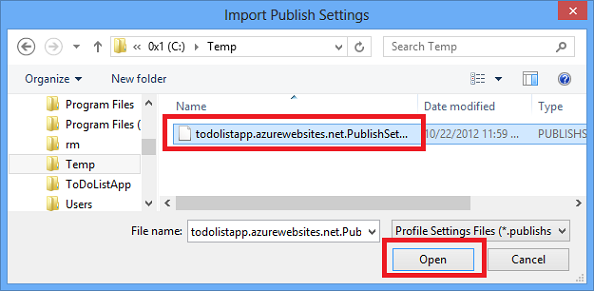 Import Publish Settings
« 0x1 (C:) Temp
Search Temp
Organize
New folder
Program Files
Program Files (
rm
Temp
ToDoListApp
Users
Name
Date modified
Type
todolistapp.azurewebsites.net.PublishSet...
10/22/2012 11:59 ...
PUBLISHS
File name:
todolistapp.azurewebsites.net.Pub
Profile Settings Files (*.publishs
Open
Cancel